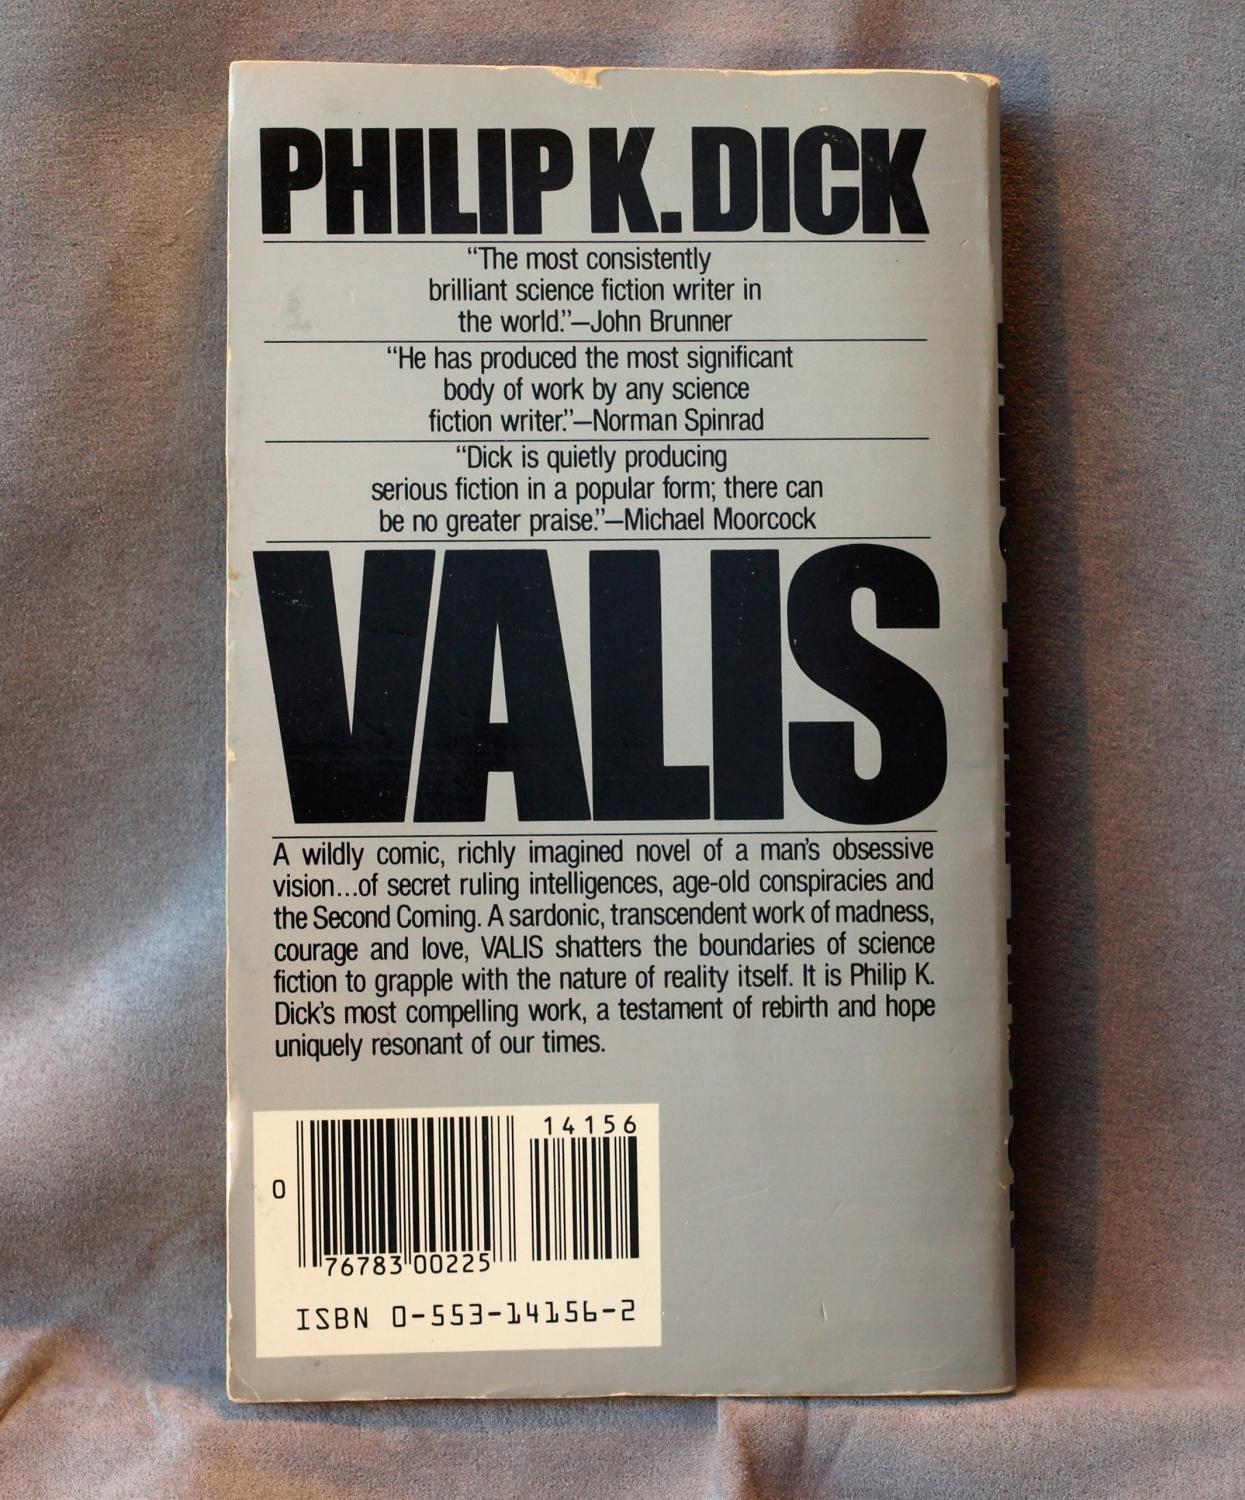 PHILIP K. DICK
“The most consistently
brilliant science fiction writer in
the world.”—John Brunner
“He has produced the most significant
body of work by any science
fiction writer.”—Norman Spinrad
“Dick is quietly producing
serious fiction in a popular form; there can
be no greater praise.”—Michael Moorcock
VALIS
A wildly comic, richly imagined novel of a man's obsessive
vision...of secret ruling intelligences, age-old conspiracies and
the Second Coming. A sardonic, transcendent work of madness,
courage and love, VALIS shatters the boundaries of science
fiction to grapple with the nature of reality itself. It is Philip K.
Dick's most compelling work, a testament of rebirth and hope
uniquely resonant of our times.
14156
0
76783 00225
ISBN 0-553-14156-2